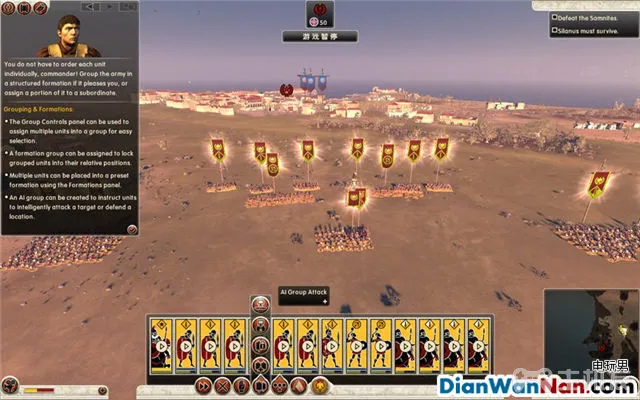 50
游戏暂停
Defeat the Samnites.
Silanus must survive.
You do not have to order each unit
individually, commander! Group the army in
a structured formation if it pleases you, or
assign a portion of it to a subordinate.
Grouping & Formations:
The Group Controls panel can be used to
assign multiple units into a group for easy
selection.
A formation group can be assigned to lock
grouped units into their relative positions.
Multiple units can be placed into a preset
formation using the Formations panel.
An AI group can be created to instruct units
to intelligently attack a target or defend a
location.
AI Group Attack
电玩男
DianWanNan.com